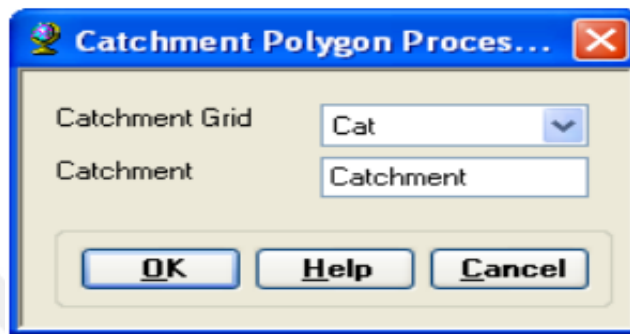 Catchment Polygon Proces...
Catchment Grid Cat
Catchment Catchment
OK Help Cancel